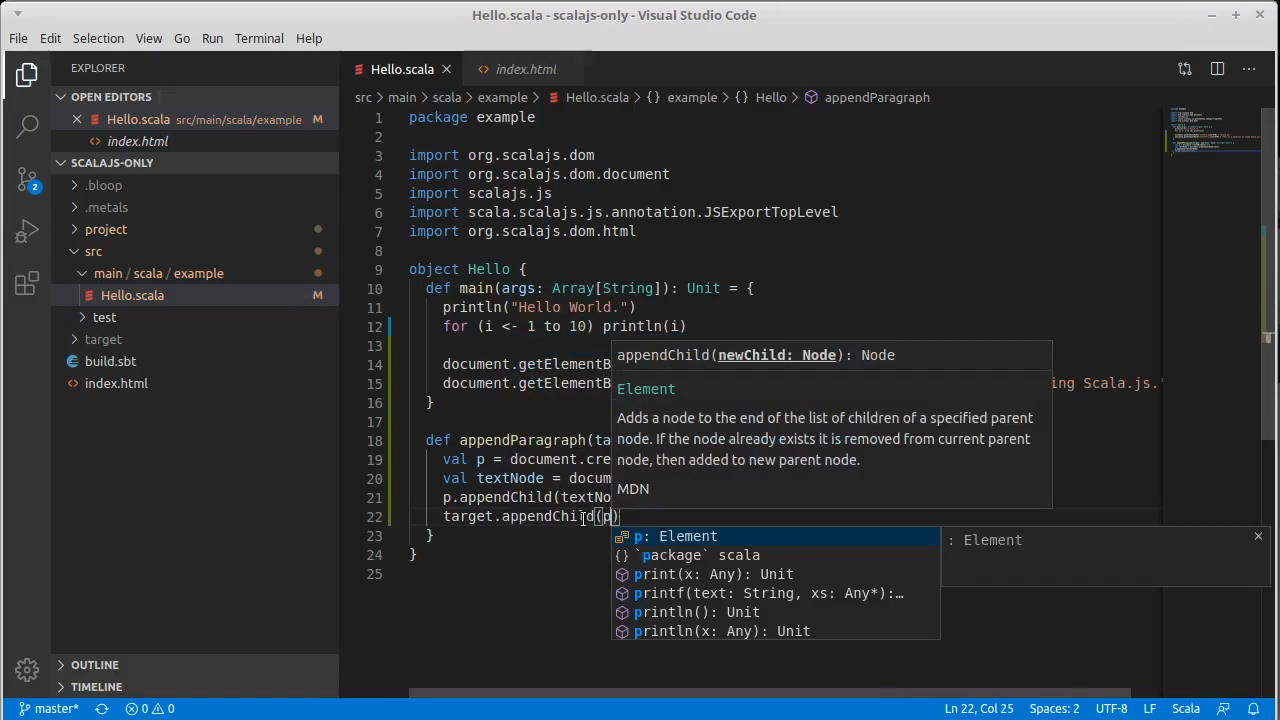 Hello.scala - scalajs-only - Visual Studio Code
File Edit Selection View Go Run Terminal Help
EXPLORER
OPEN EDITORS
Hello.scala src/main/scala/example M
index.html
SCALAJS-ONLY
.bloop
.metals
project
src
main / scala / example
Hello.scala M
test
target
build.sbt
index.html
OUTLINE
TIMELINE
2
Hello.scala index.html
src > main > scala > example > Hello.scala > {} example > {} Hello > appendParagraph
1 package example
2
3 import org.scalajs.dom
4 import org.scalajs.dom.document
5 import scalajs.js
6 import scala.scalajs.js.annotation.JSExportTopLevel
7 import org.scalajs.dom.html
8
9 object Hello {
10 def main(args: Array[String]): Unit = {
11 println("Hello World.")
12 for (i <- 1 to 10) println(i)
13
14 document.getElementB
15 document.getElementB ing Scala.js."
16 }
17
18 def appendParagraph(ta
19 val p = document.cre
20 val textNode = docum
21 p.appendChild(textNo
22 target.appendChild(p)
23 }
24 }
25
appendChild(newChild: Node): Node
Element
Adds a node to the end of the list of children of a specified parent
node. If the node already exists it is removed from current parent
node, then added to new parent node.
MDN
p: Element
{} `package` scala
print(x: Any): Unit
printf(text: String, xs: Any*):…
println(): Unit
println(x: Any): Unit
: Element
master* 0 0 Ln 22, Col 25 Spaces: 2 UTF-8 LF Scala